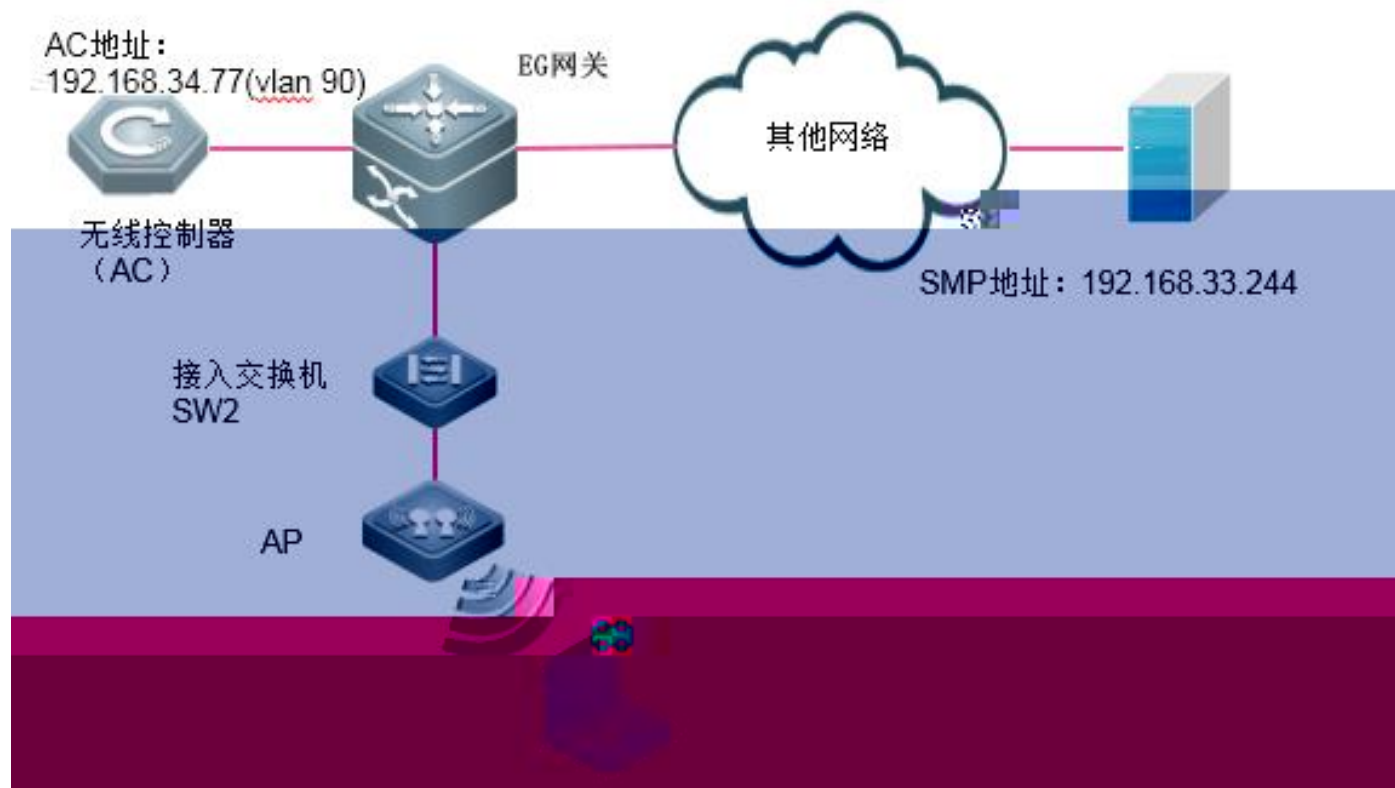 AC地址：
192.168.34.77(vlan 90)
EG网关
其他网络
无线控制器
（AC）
SMP地址：192.168.33.244
接入交换机
SW2
AP